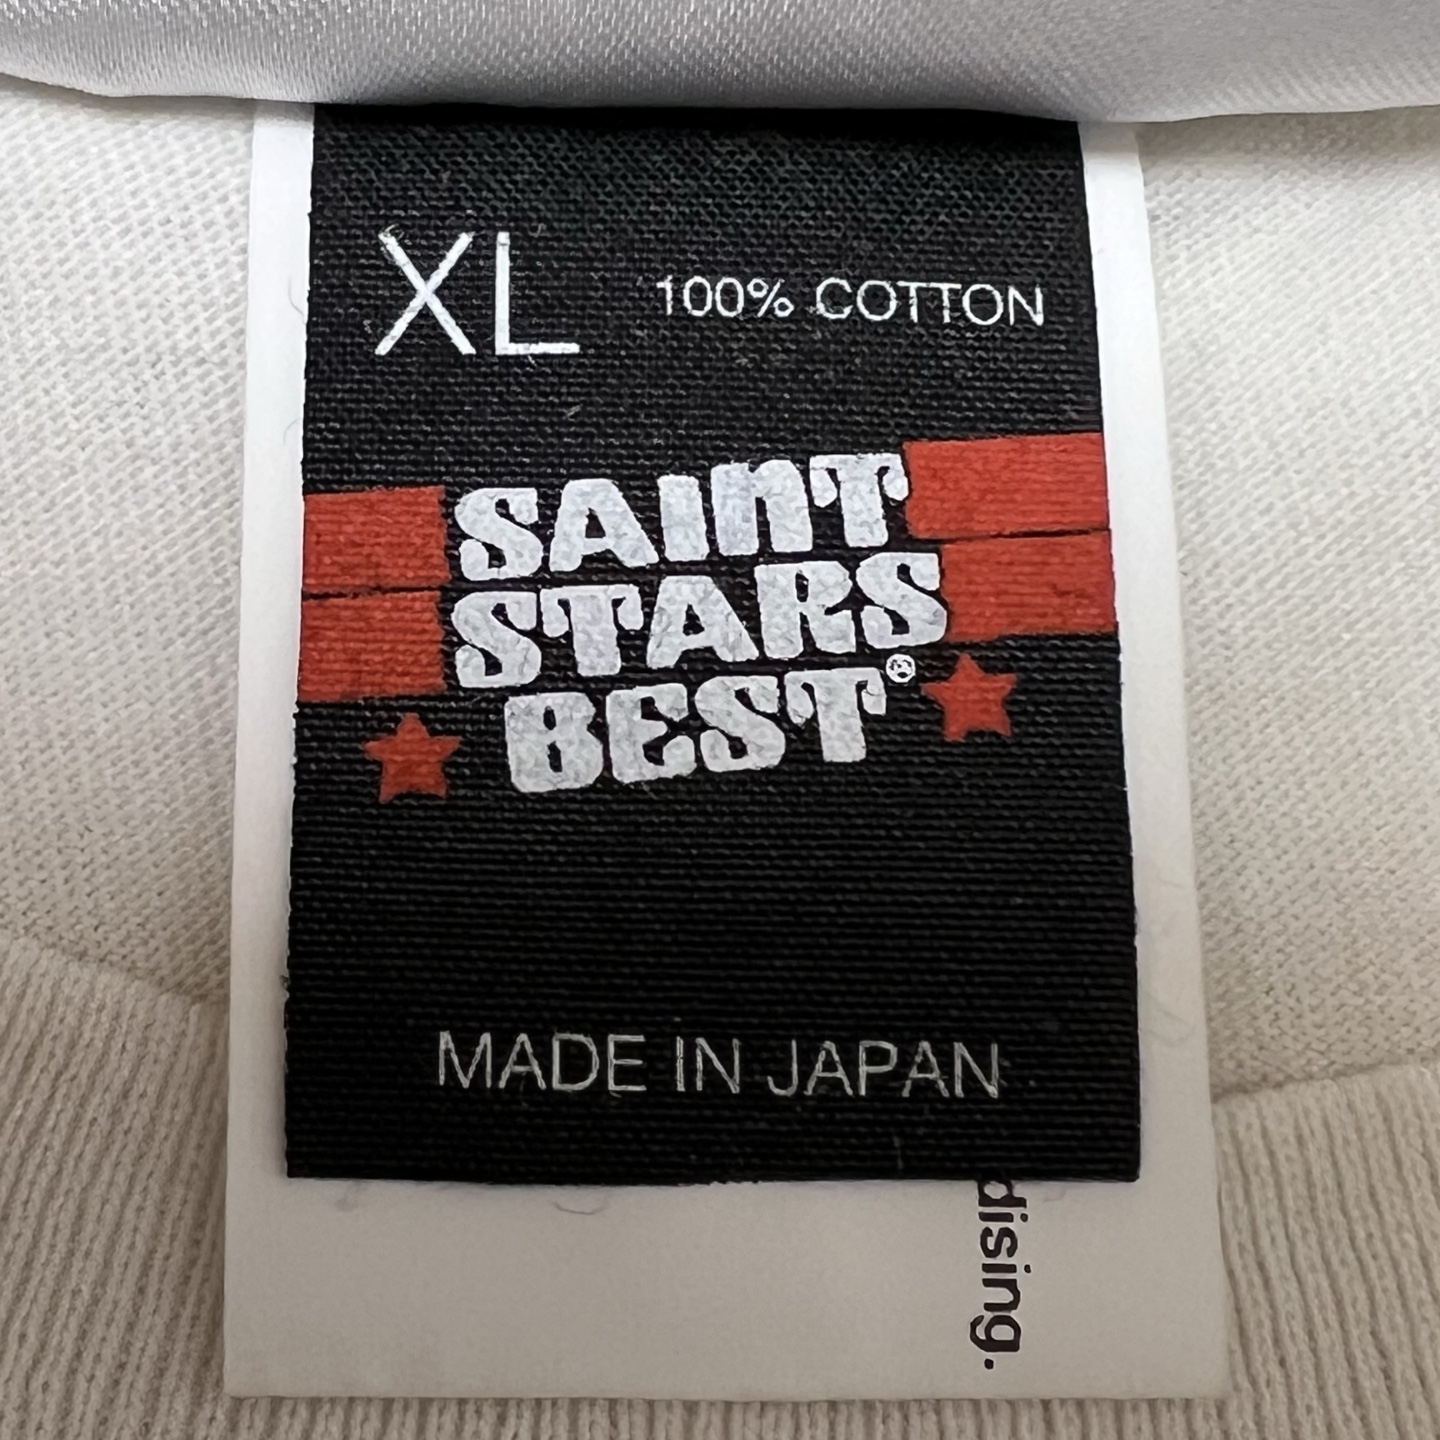 XL 100% COTTON
SAINT
STARS
BEST®
MADE IN JAPAN
dising.